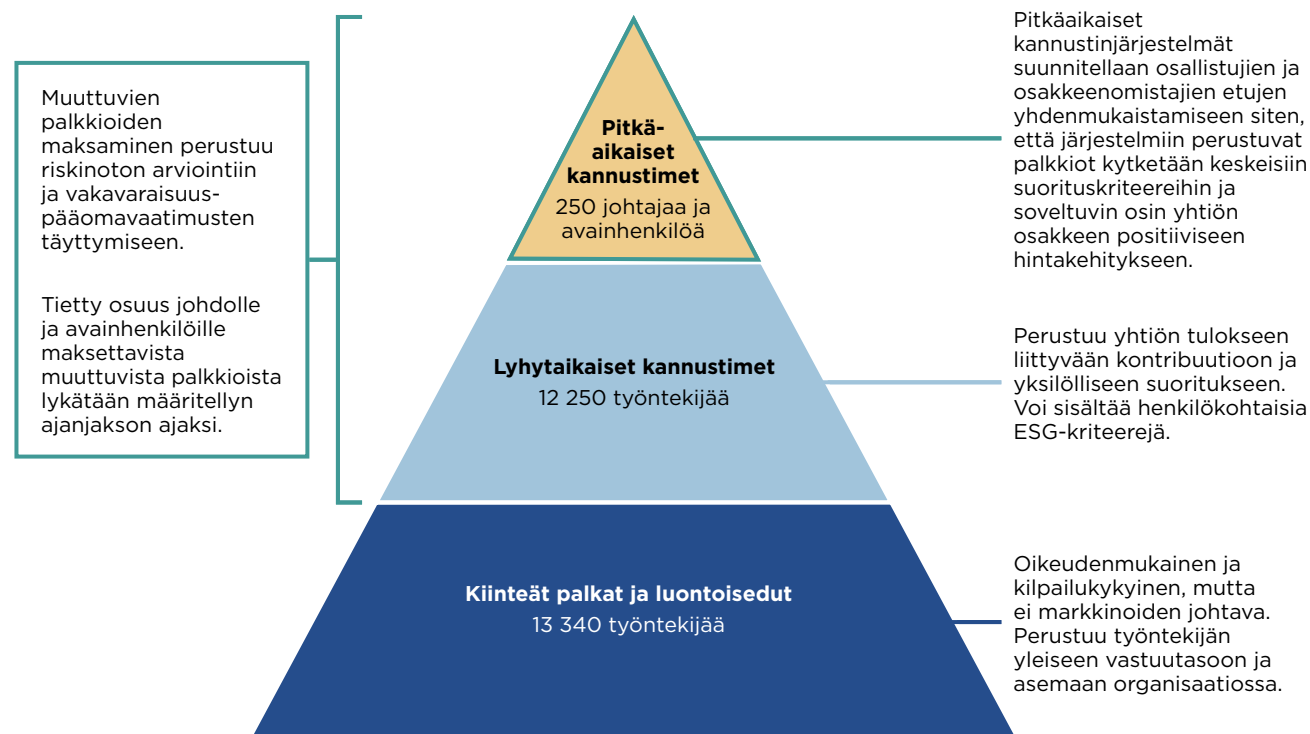 Muuttuvien
palkkioiden
maksaminen perustuu
riskinoton arviointiin
ja vakavaraisuus-
pääomavaatimusten
täyttymiseen.
Tietty osuus johdolle
ja avainhenkilöille
maksettavista
muuttuvista palkkioista
lykätään määritellyn
ajanjakson ajaksi.
Pitkä-
aikaiset
kannustimet
250 johtajaa ja
avainhenkilöä
Pitkäaikaiset
kannustinjärjestelmät
suunnitellaan osallistujien ja
osakkeenomistajien etujen
yhdenmukaistamiseen siten,
että järjestelmiin perustuvat
palkkiot kytketään keskeisiin
suorituskriteereihin ja
soveltuvin osin yhtiön
osakkeen positiiviseen
hintakehitykseen.
Lyhytaikaiset kannustimet
12 250 työntekijää
Perustuu yhtiön tulokseen
liittyvään kontribuutioon ja
yksilölliseen suoritukseen.
Voi sisältää henkilökohtaisia
ESG-kriteerejä.
Kiinteät palkat ja luontoisedut
13 340 työntekijää
Oikeudenmukainen ja
kilpailukykyinen, mutta
ei markkinoiden johtava.
Perustuu työntekijän
yleiseen vastuutasoon ja
asemaan organisaatiossa.